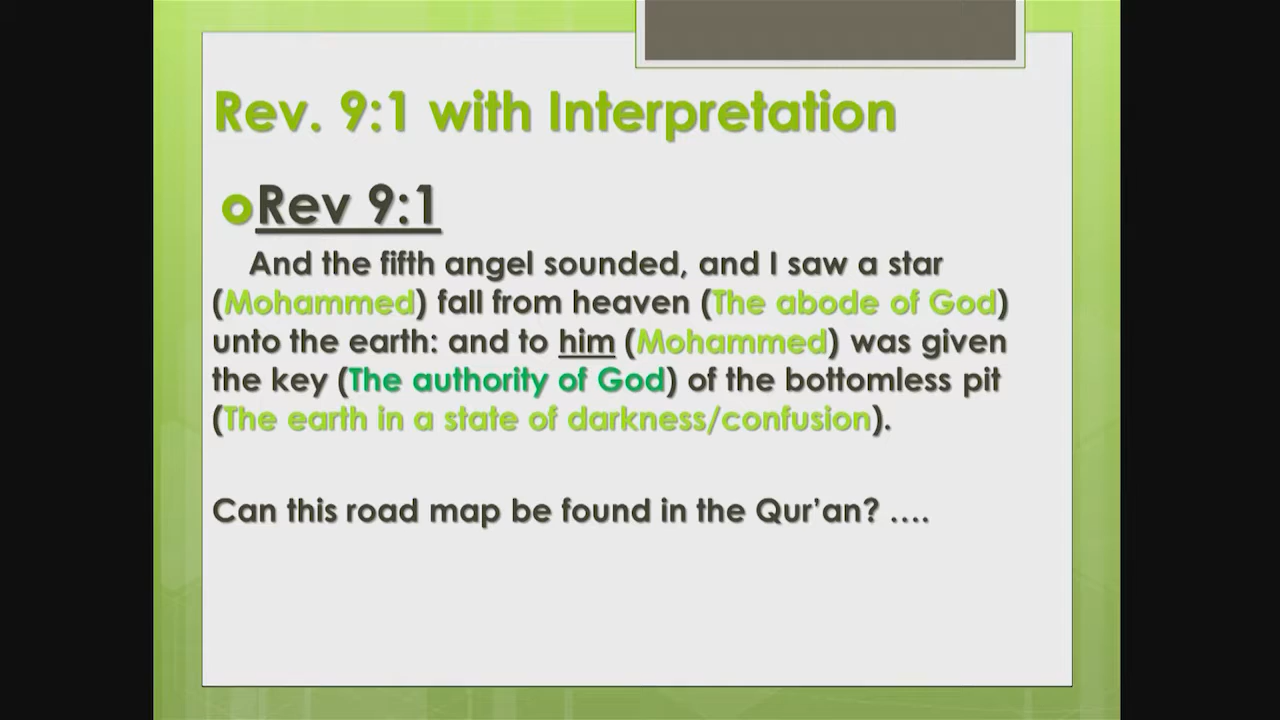 Rev. 9:1 with Interpretation
Rev 9:1
And the fifth angel sounded, and I saw a star
(Mohammed) fall from heaven (The abode of God)
unto the earth: and to him (Mohammed) was given
the key (The authority of God) of the bottomless pit
(The earth in a state of darkness/confusion).
Can this road map be found in the Qur’an? ….